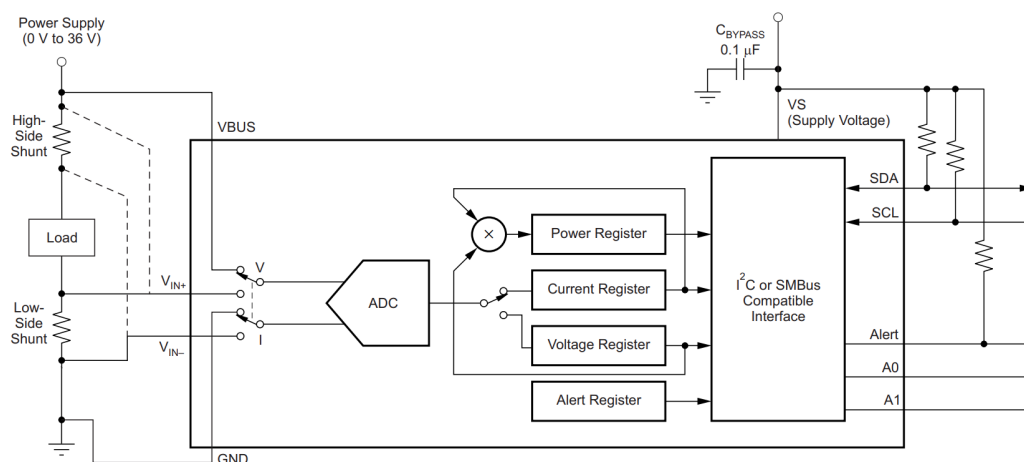 Power Supply
(0 V to 36 V)
CBYPASS
0.1 μF
VS
(Supply Voltage)
High-
Side
Shunt
VBUS
SDA
SCL
Load
×
Power Register
V
VIN+
ADC
Current Register
I2C or SMBus
Compatible
Interface
Low-
Side
Shunt
I
VIN–
Voltage Register
Alert
A0
Alert Register
A1
GND